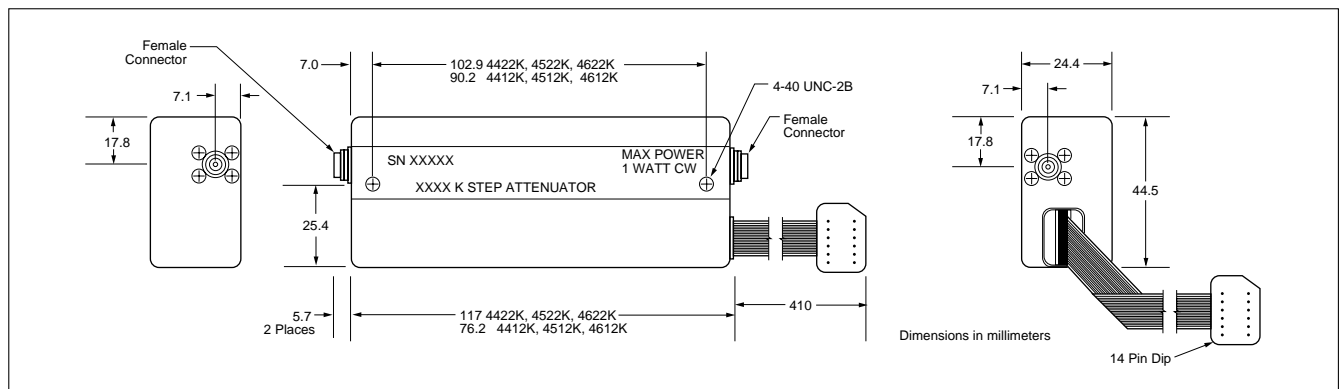 Female
Connector
7.1
17.8
7.0
102.9 4422K, 4522K, 4622K
90.2 4412K, 4512K, 4612K
4-40 UNC-2B
Female
Connector
SN XXXXX
MAX POWER
1 WATT CW
XXXX K STEP ATTENUATOR
25.4
5.7
2 Places
117 4422K, 4522K, 4622K
76.2 4412K, 4512K, 4612K
410
24.4
7.1
17.8
44.5
Dimensions in millimeters
14 Pin Dip